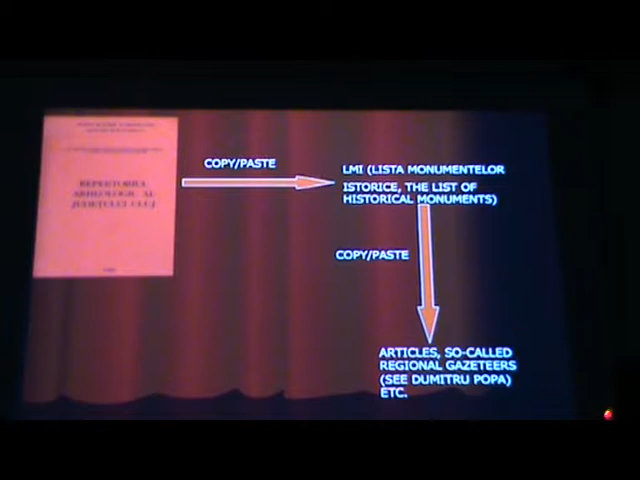 REPERTORIUL
ARHEOLOGIC AL
JUDEŢULUI CLUJ
COPY/PASTE
LMI (LISTA MONUMENTELOR
ISTORICE, THE LIST OF
HISTORICAL MONUMENTS)
COPY/PASTE
ARTICLES, SO-CALLED
REGIONAL GAZETEERS
(SEE DUMITRU POPA)
ETC.